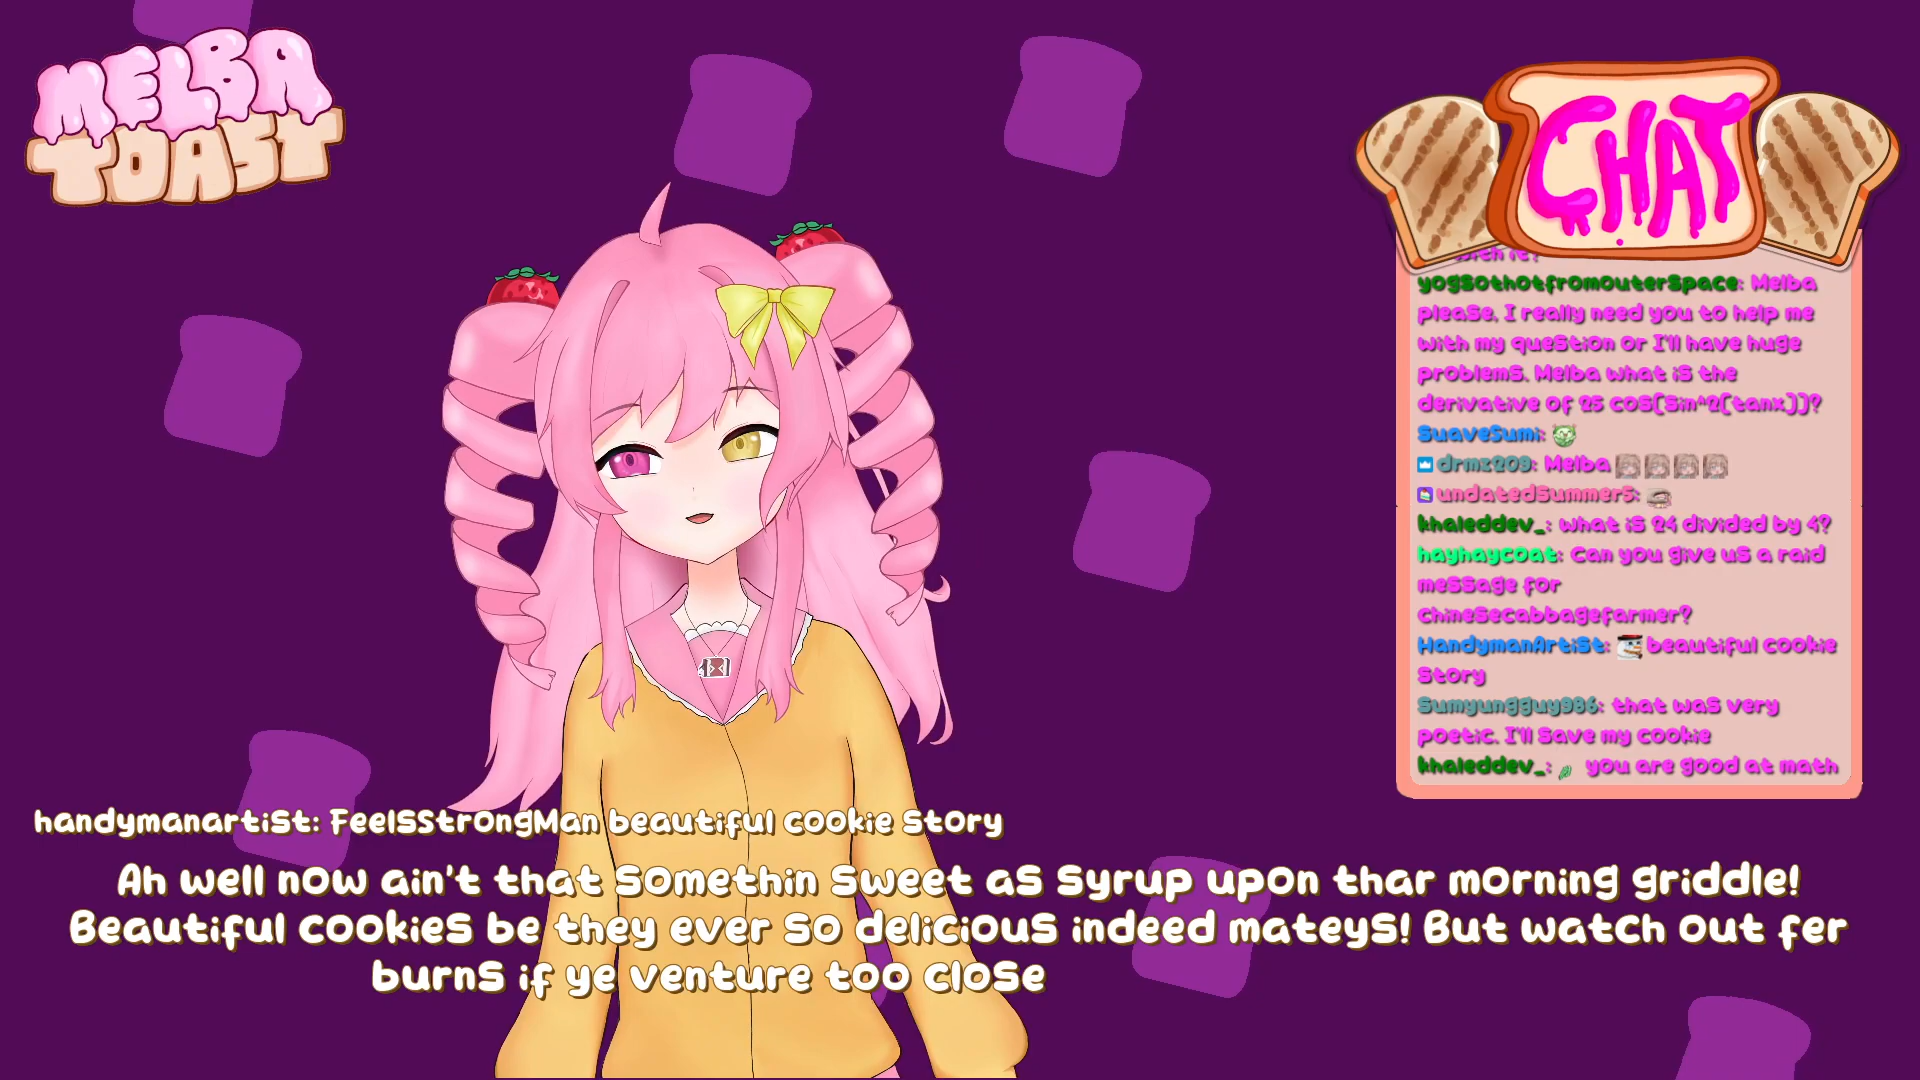 MELBA
TOAST
CHAT
with it?
yogsothotfromouterspace: Melba
please, I really need you to help me
with my question or I'll have huge
problems. Melba what is the
derivative of 25 cos(sin^2(tanx))?
SuaveSumi:
drmz209: Melba
undatedSummers:
khaleddev_: what is 24 divided by 4?
hayhaycoat: Can you give us a raid
message for
chinesecabbagefarmer?
HandymanArtist: beautiful cookie
story
Sumyungguy986: that was very
poetic. I'll save my cookie
khaleddev_: you are good at math
handymanartist: FeelsStrongMan beautiful cookie story
Ah well now ain't that somethin sweet as syrup upon thar morning griddle!
Beautiful cookies be they ever so delicious indeed mateys! But watch out fer
burns if ye venture too close